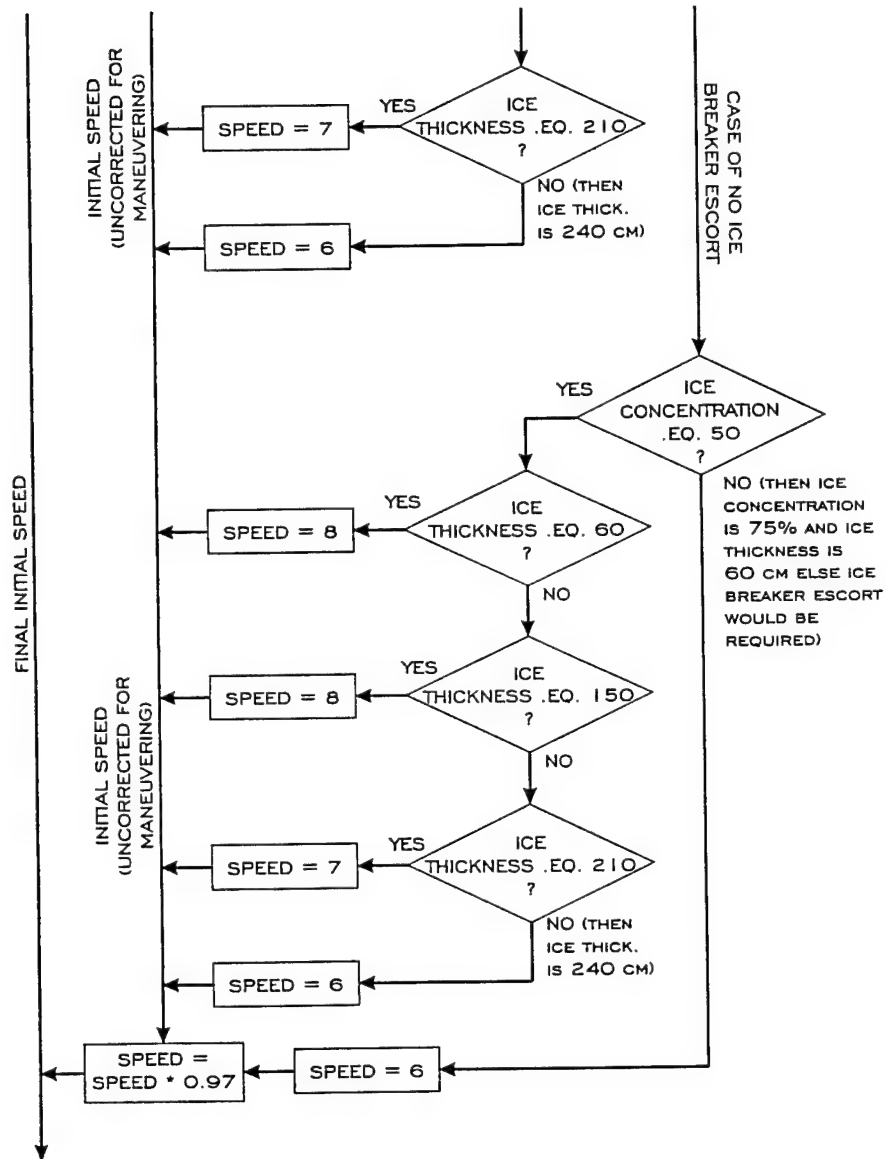 ICE
THICKNESS .EQ. 210
?
YES
SPEED = 7
NO (THEN
ICE THICK.
IS 240 CM)
SPEED = 6
INITIAL SPEED
(UNCORRECTED FOR
MANEUVERING)
CASE OF NO ICE
BREAKER ESCORT
ICE
CONCENTRATION
.EQ. 50
?
YES
NO (THEN ICE
CONCENTRATION
IS 75% AND ICE
THICKNESS IS
60 CM ELSE ICE
BREAKER ESCORT
WOULD BE
REQUIRED)
ICE
THICKNESS .EQ. 60
?
YES
SPEED = 8
NO
ICE
THICKNESS .EQ. 150
?
YES
SPEED = 8
NO
ICE
THICKNESS .EQ. 210
?
YES
SPEED = 7
NO (THEN
ICE THICK.
IS 240 CM)
SPEED = 6
INITIAL SPEED
(UNCORRECTED FOR
MANEUVERING)
FINAL INITIAL SPEED
SPEED =
SPEED * 0.97
SPEED = 6